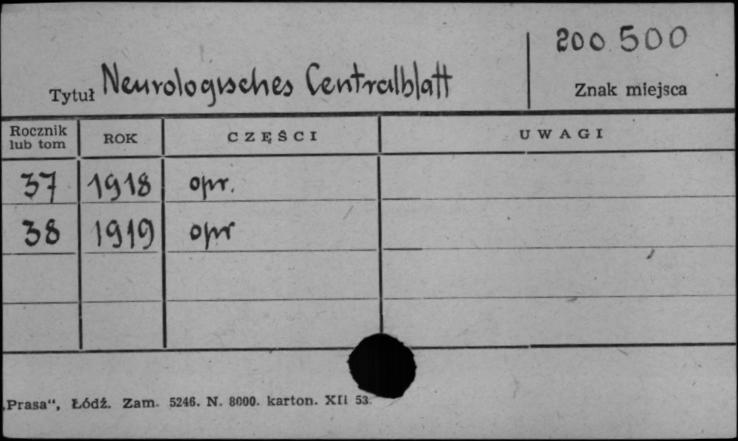 200 500
Tytuł Neurologisches Centralblatt
Znak miejsca
Rocznik lub tom ROK CZĘŚCI UWAGI
37 1918 opr.
38 1919 opr
„Prasa“, Łódź. Zam. 5246. N. 8000. karton. XII 53.